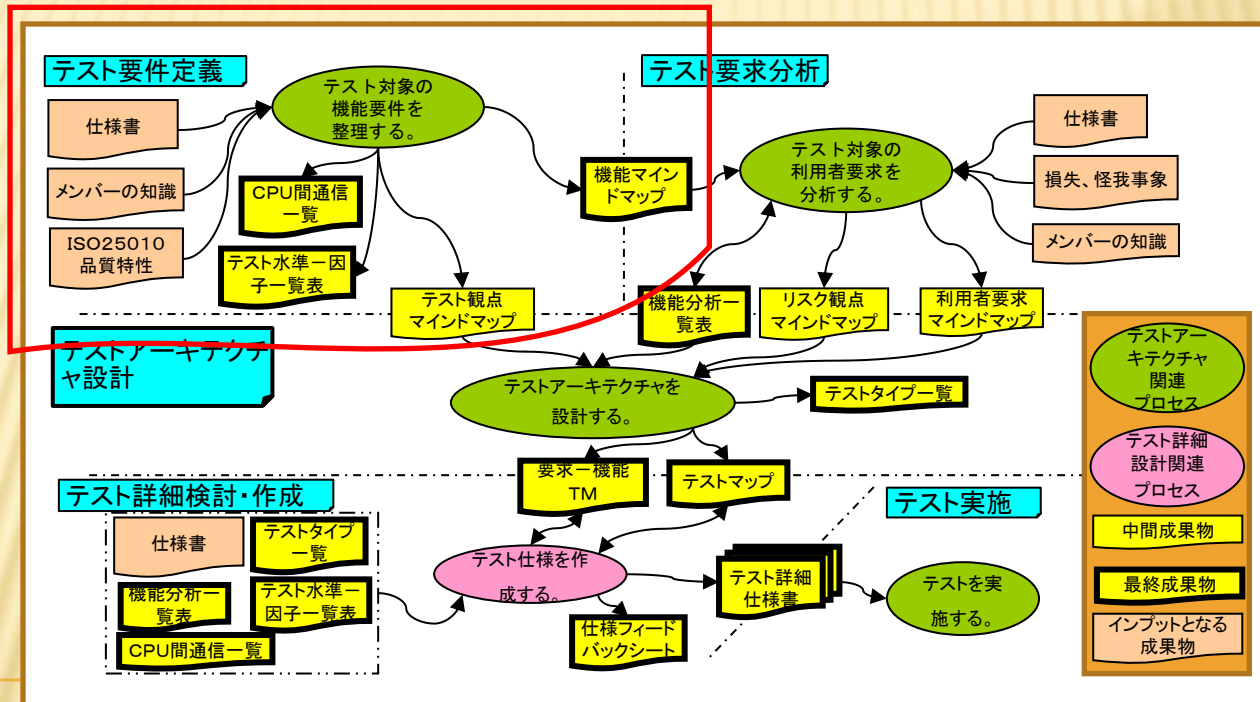 テスト要件定義
仕様書
メンバーの知識
ISO25010
品質特性
テスト対象の
機能要件を
整理する。
CPU間通信
一覧
テスト水準ー因
子一覧表
テスト観点
マインドマップ
機能マイン
ドマップ
テスト要求分析
テスト対象の
利用者要求を
分析する。
仕様書
損失、怪我事象
メンバーの知識
機能分析一
覧表
リスク観点
マインドマップ
利用者要求
マインドマップ
テストアーキテクチ
ャ設計
テストアーキテクチャを
設計する。
テストタイプ一覧
要求ー機能
TM
テストマップ
テスト詳細検討・作成
仕様書
テストタイプ
一覧
機能分析一
覧表
テスト水準ー
因子一覧表
CPU間通信一覧
テスト仕様を作
成する。
仕様フィード
バックシート
テスト詳細
仕様書
テスト実施
テストを実
施する。
テストアー
キテクチャ
関連
プロセス
テスト詳細
設計関連
プロセス
中間成果物
最終成果物
インプットとなる
成果物